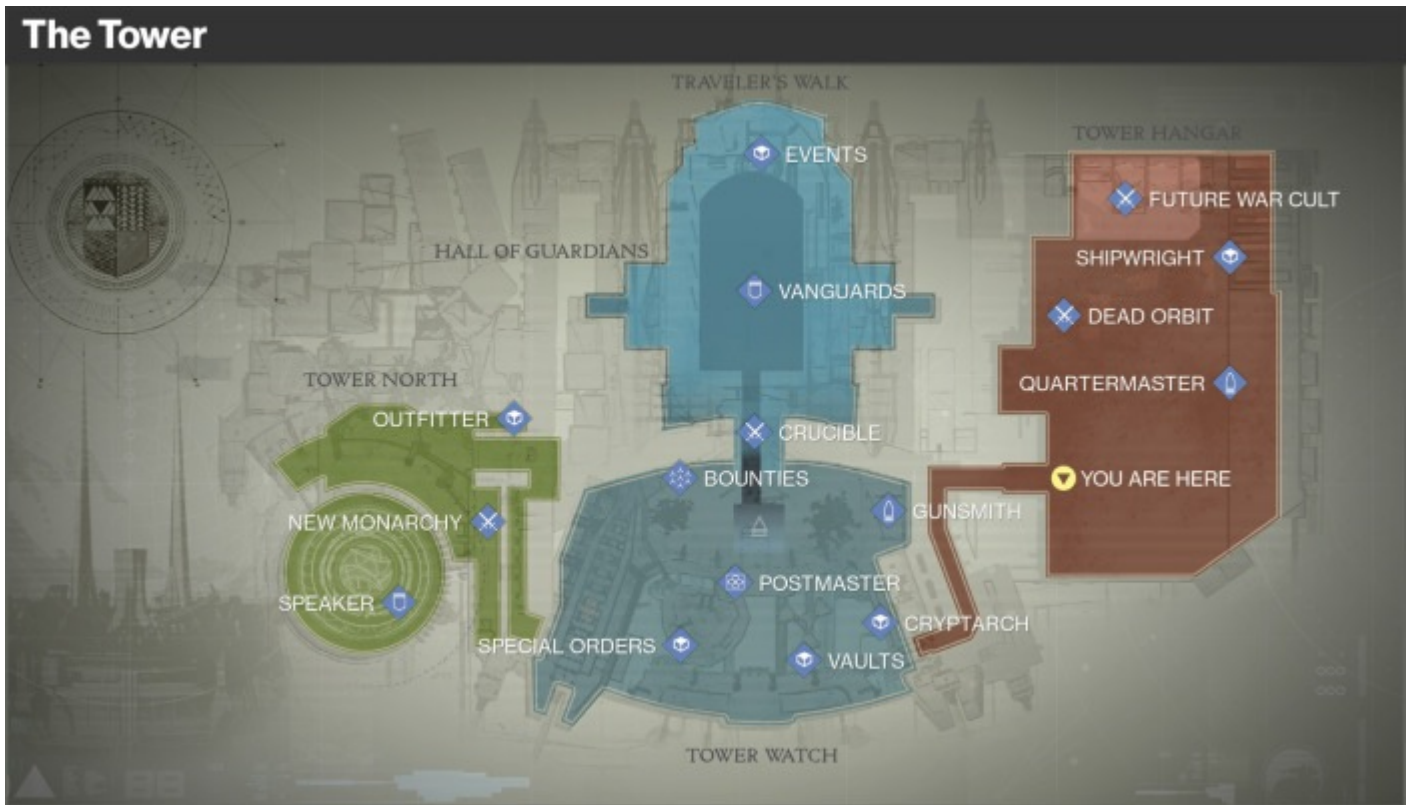 The Tower
TRAVELER'S WALK
EVENTS
TOWER HANGAR
FUTURE WAR CULT
HALL OF GUARDIANS
SHIPWRIGHT
VANGUARDS
DEAD ORBIT
TOWER NORTH
QUARTERMASTER
OUTFITTER
CRUCIBLE
BOUNTIES
YOU ARE HERE
GUNSMITH
NEW MONARCHY
POSTMASTER
SPEAKER
CRYPTARCH
SPECIAL ORDERS
VAULTS
TOWER WATCH